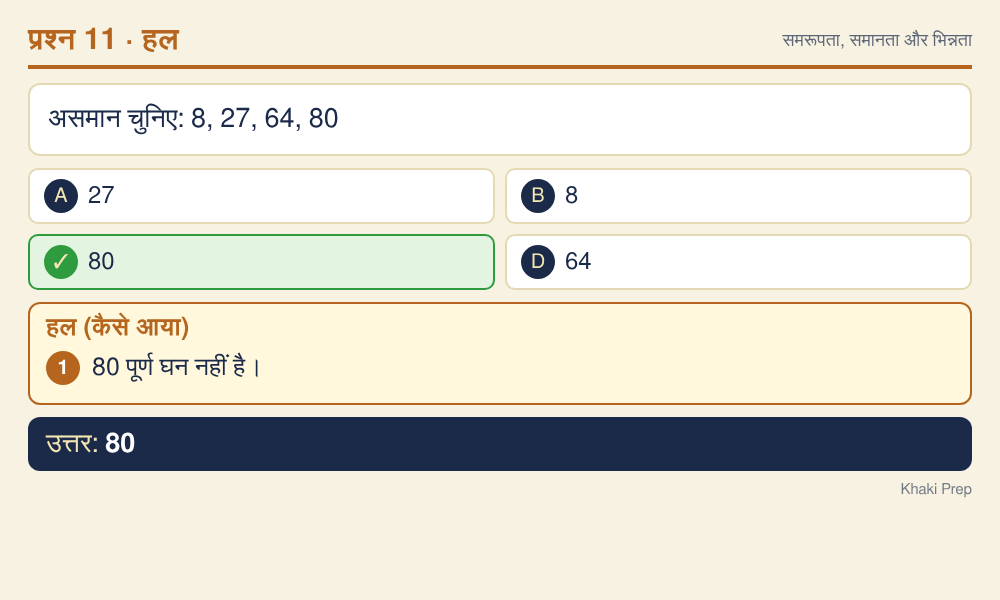 प्रश्न 11 · हल
समरूपता, समानता और भिन्नता
असमान चुनिए: 8, 27, 64, 80
A 27
B 8
✓ 80
D 64
हल (कैसे आया)
1 80 पूर्ण घन नहीं है।
उत्तर: 80
Khaki Prep